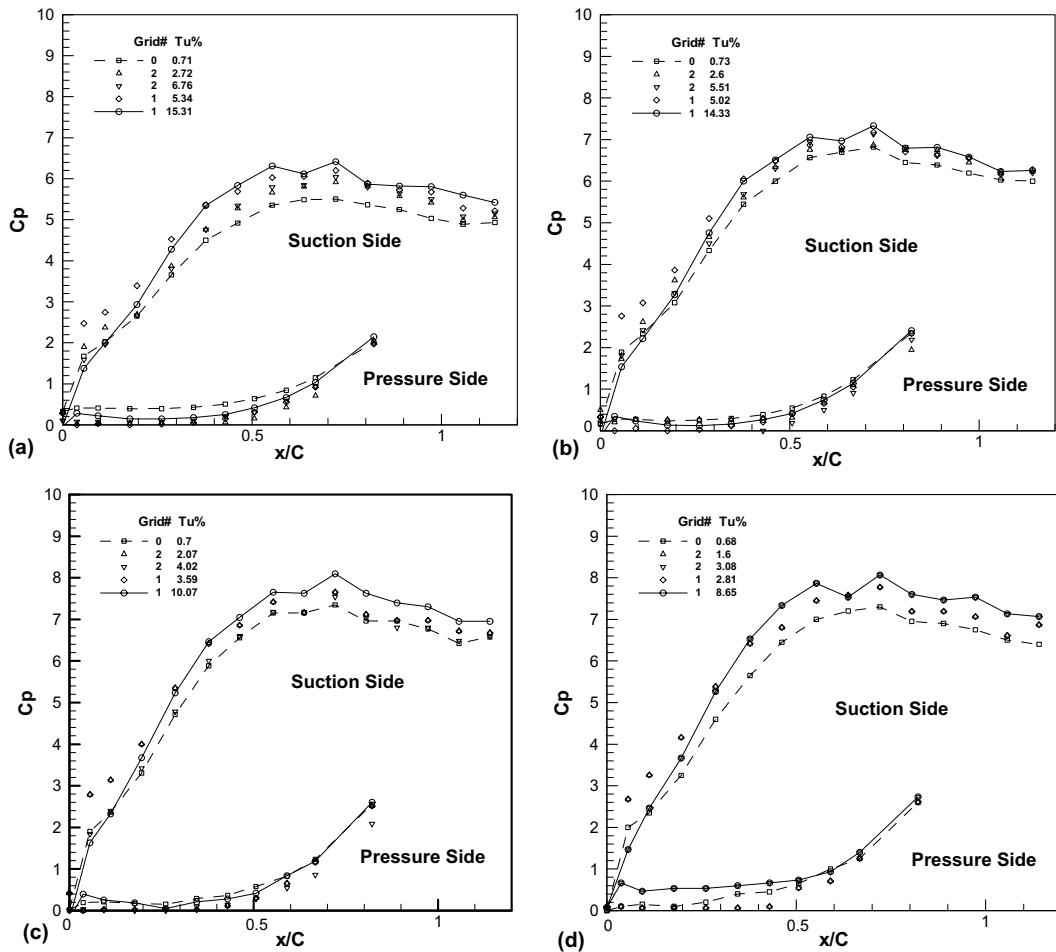 10
9
8
7
6
5
4
3
2
1
0
Cp
Grid# Tu%
0 0.71
2 2.72
2 6.76
1 5.34
1 15.31
Suction Side
Pressure Side
0 0.5 1
x/C
(a)
10
9
8
7
6
5
4
3
2
1
0
Cp
Grid# Tu%
0 0.73
2 2.6
2 5.51
1 5.02
1 14.33
Suction Side
Pressure Side
0 0.5 1
x/C
(b)
10
9
8
7
6
5
4
3
2
1
0
Cp
Grid# Tu%
0 0.7
2 2.07
2 4.02
1 3.59
1 10.07
Suction Side
Pressure Side
0 0.5 1
x/C
(c)
10
9
8
7
6
5
4
3
2
1
0
Cp
Grid# Tu%
0 0.68
2 1.6
2 3.08
1 2.81
1 8.65
Suction Side
Pressure Side
0 0.5 1
x/C
(d)